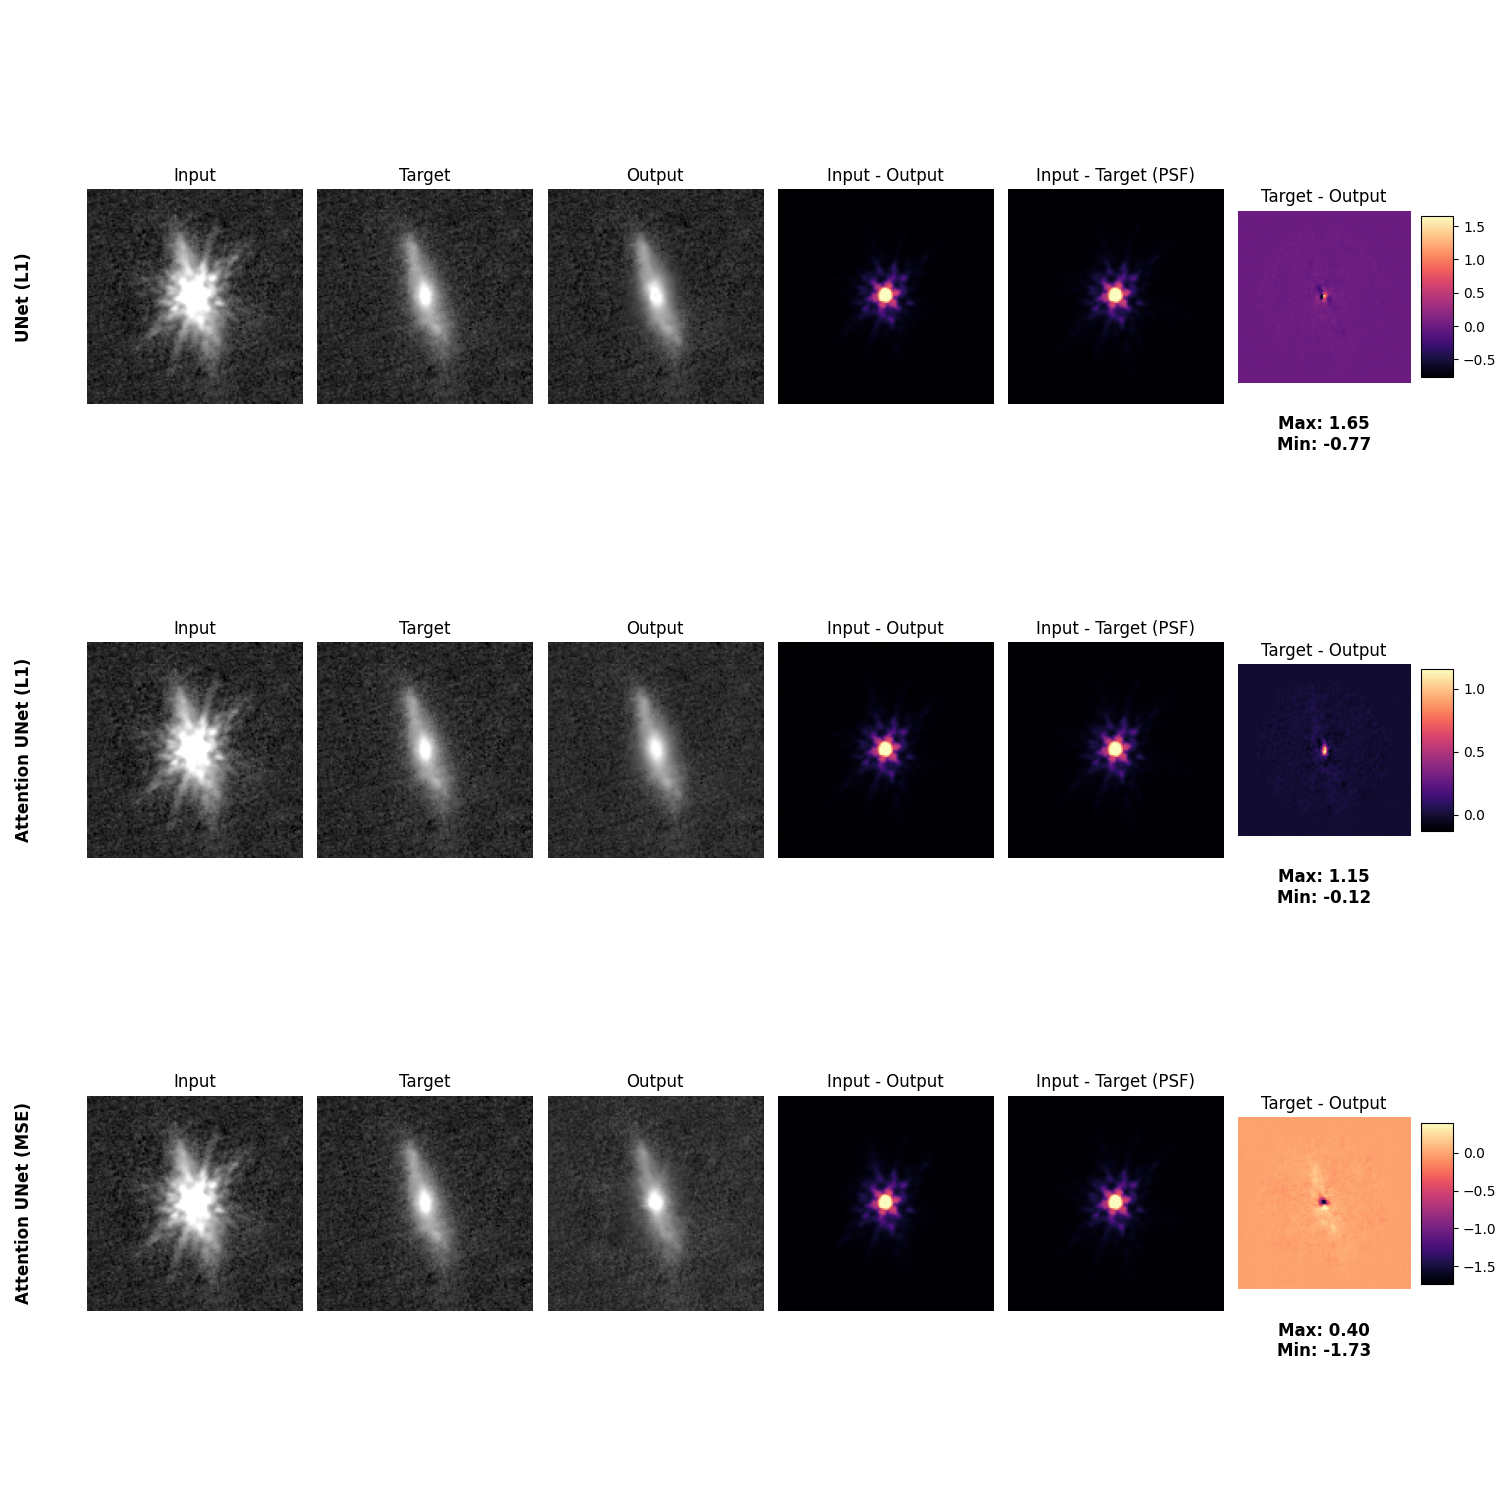 Input
Target
Output
Input - Output
Input - Target (PSF)
Target - Output
UNet (L1)
1.5
1.0
0.5
0.0
−0.5
Max: 1.65
Min: -0.77
Input
Target
Output
Input - Output
Input - Target (PSF)
Target - Output
Attention UNet (L1)
1.0
0.5
0.0
Max: 1.15
Min: -0.12
Input
Target
Output
Input - Output
Input - Target (PSF)
Target - Output
Attention UNet (MSE)
0.0
−0.5
−1.0
−1.5
Max: 0.40
Min: -1.73